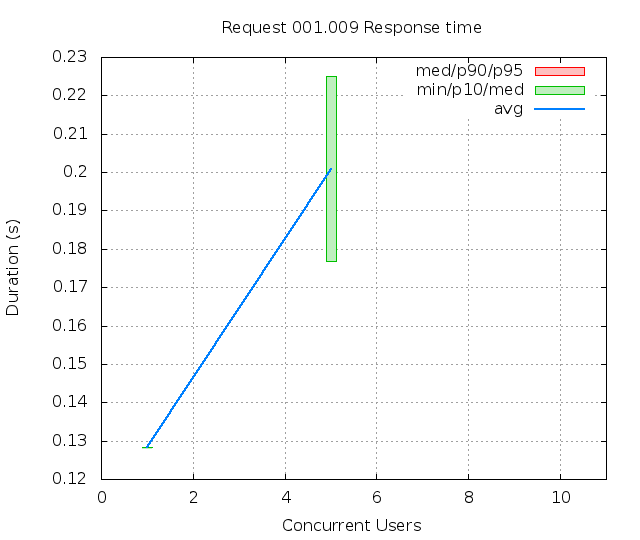 Request 001.009 Response time
med/p90/p95
min/p10/med
avg
Duration (s)
0.23
0.22
0.21
0.2
0.19
0.18
0.17
0.16
0.15
0.14
0.13
0.12
0 2 4 6 8 10
Concurrent Users